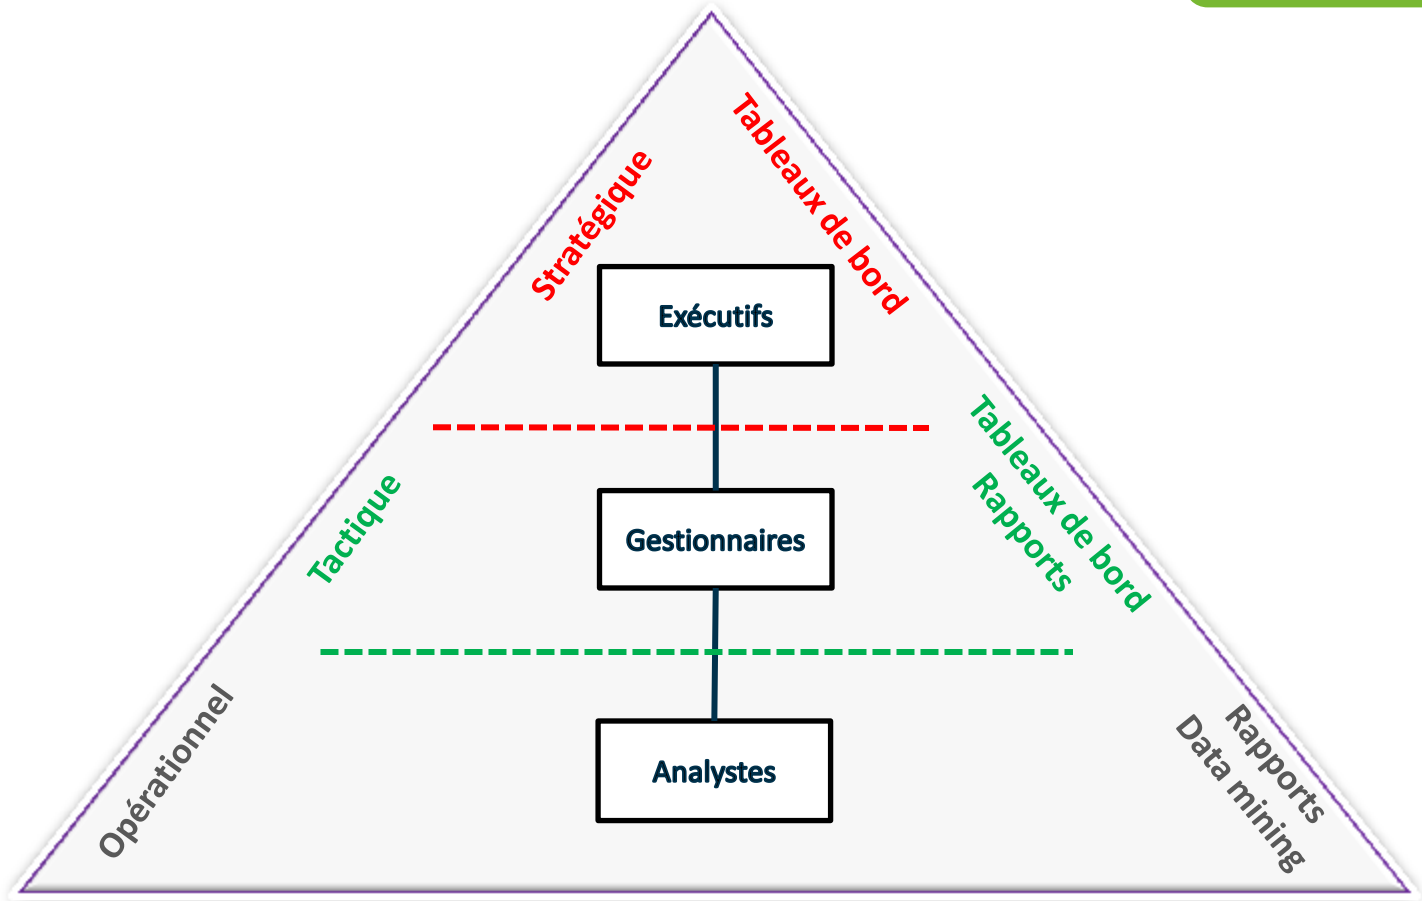 Stratégique
Tableaux de bord
Exécutifs
Tactique
Tableaux de bord
Rapports
Gestionnaires
Opérationnel
Rapports
Data mining
Analystes